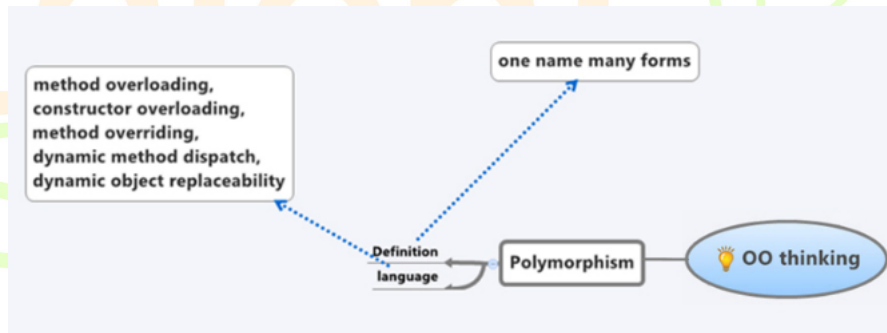 one name many forms
method overloading,
constructor overloading,
method overriding,
dynamic method dispatch,
dynamic object replaceability
Definition
language
Polymorphism
OO thinking